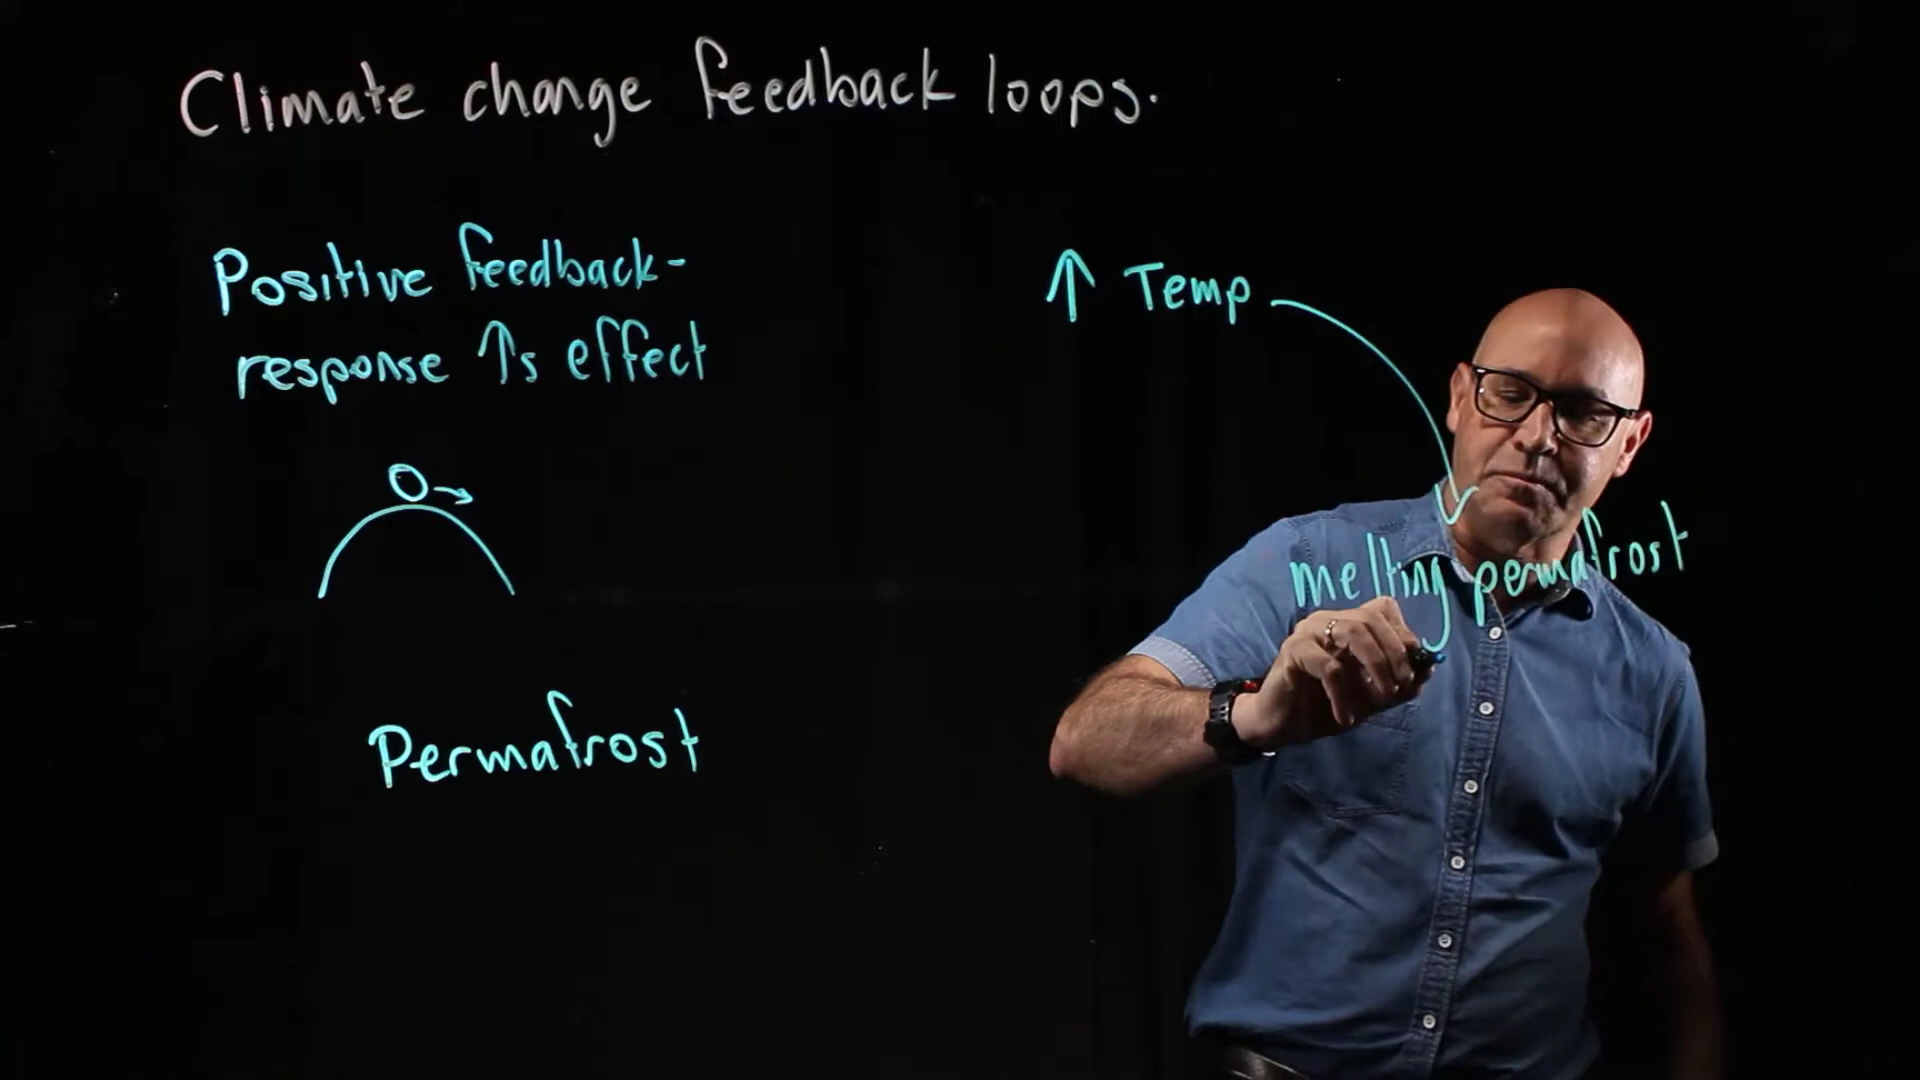 Climate change feedback loops.
Positive feedback-
response ↑s effect
↑ Temp
melting permafrost
Permafrost